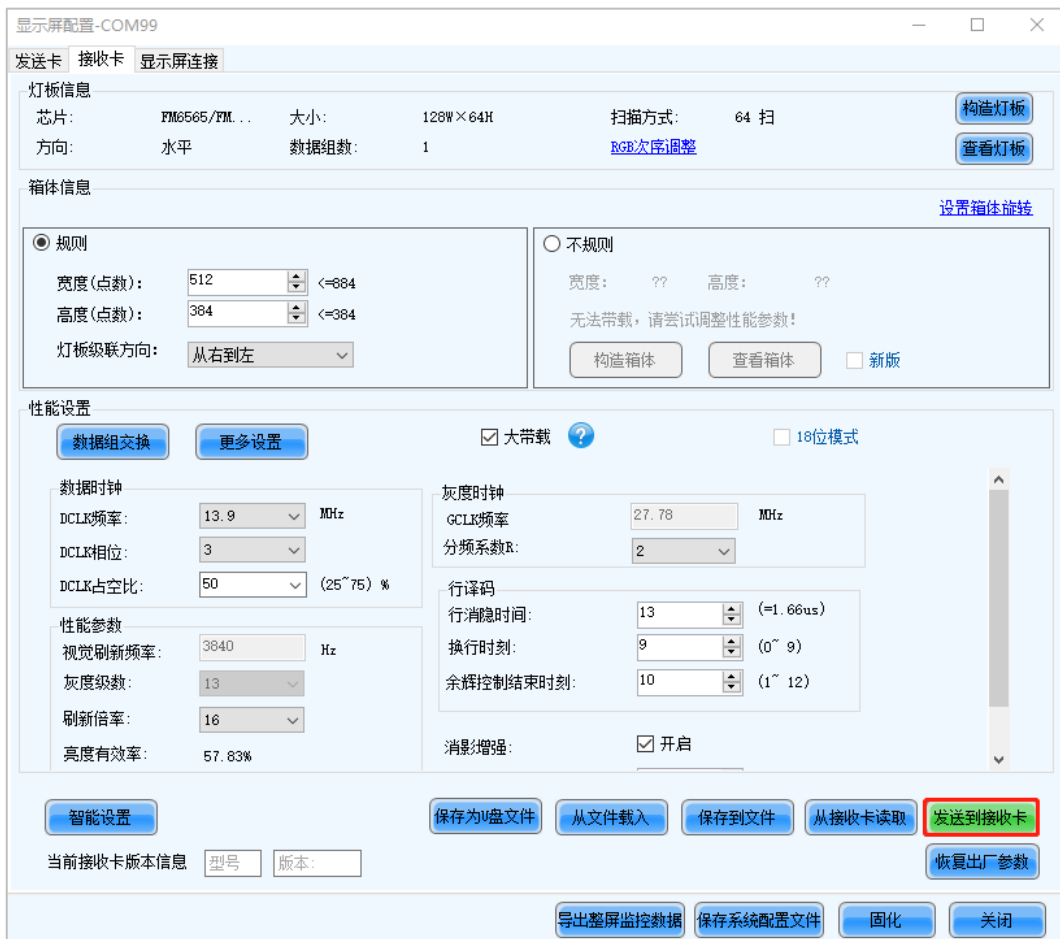 显示屏配置-COM99
发送卡 接收卡 显示屏连接
灯板信息
芯片: FM6565/FM... 大小: 128W×64H 扫描方式: 64 扫 构造灯板
方向: 水平 数据组数: 1 RGB次序调整 查看灯板
箱体信息
设置箱体旋转
规则 不规则
宽度(点数): 512 <=884 宽度: ?? 高度: ??
高度(点数): 384 <=384 无法带载，请尝试调整性能参数!
灯板级联方向: 从右到左 构造箱体 查看箱体 新版
性能设置
数据组交换 更多设置 大带载 ? 18位模式
数据时钟 灰度时钟
DCLK频率: 13.9 MHz GCLK频率 27.78 MHz
DCLK相位: 3 分频系数R: 2
DCLK占空比: 50 (25~75) % 行译码
行消隐时间: 13 (=1.66us)
性能参数
视觉刷新频率: 3840 Hz 换行时刻: 9 (0~ 9)
灰度级数: 13 余辉控制结束时刻: 10 (1~ 12)
刷新倍率: 16
亮度有效率: 57.83% 消影增强: 开启
智能设置 保存为U盘文件 从文件载入 保存到文件 从接收卡读取 发送到接收卡
当前接收卡版本信息 型号 版本: 恢复出厂参数
导出整屏监控数据 保存系统配置文件 固化 关闭